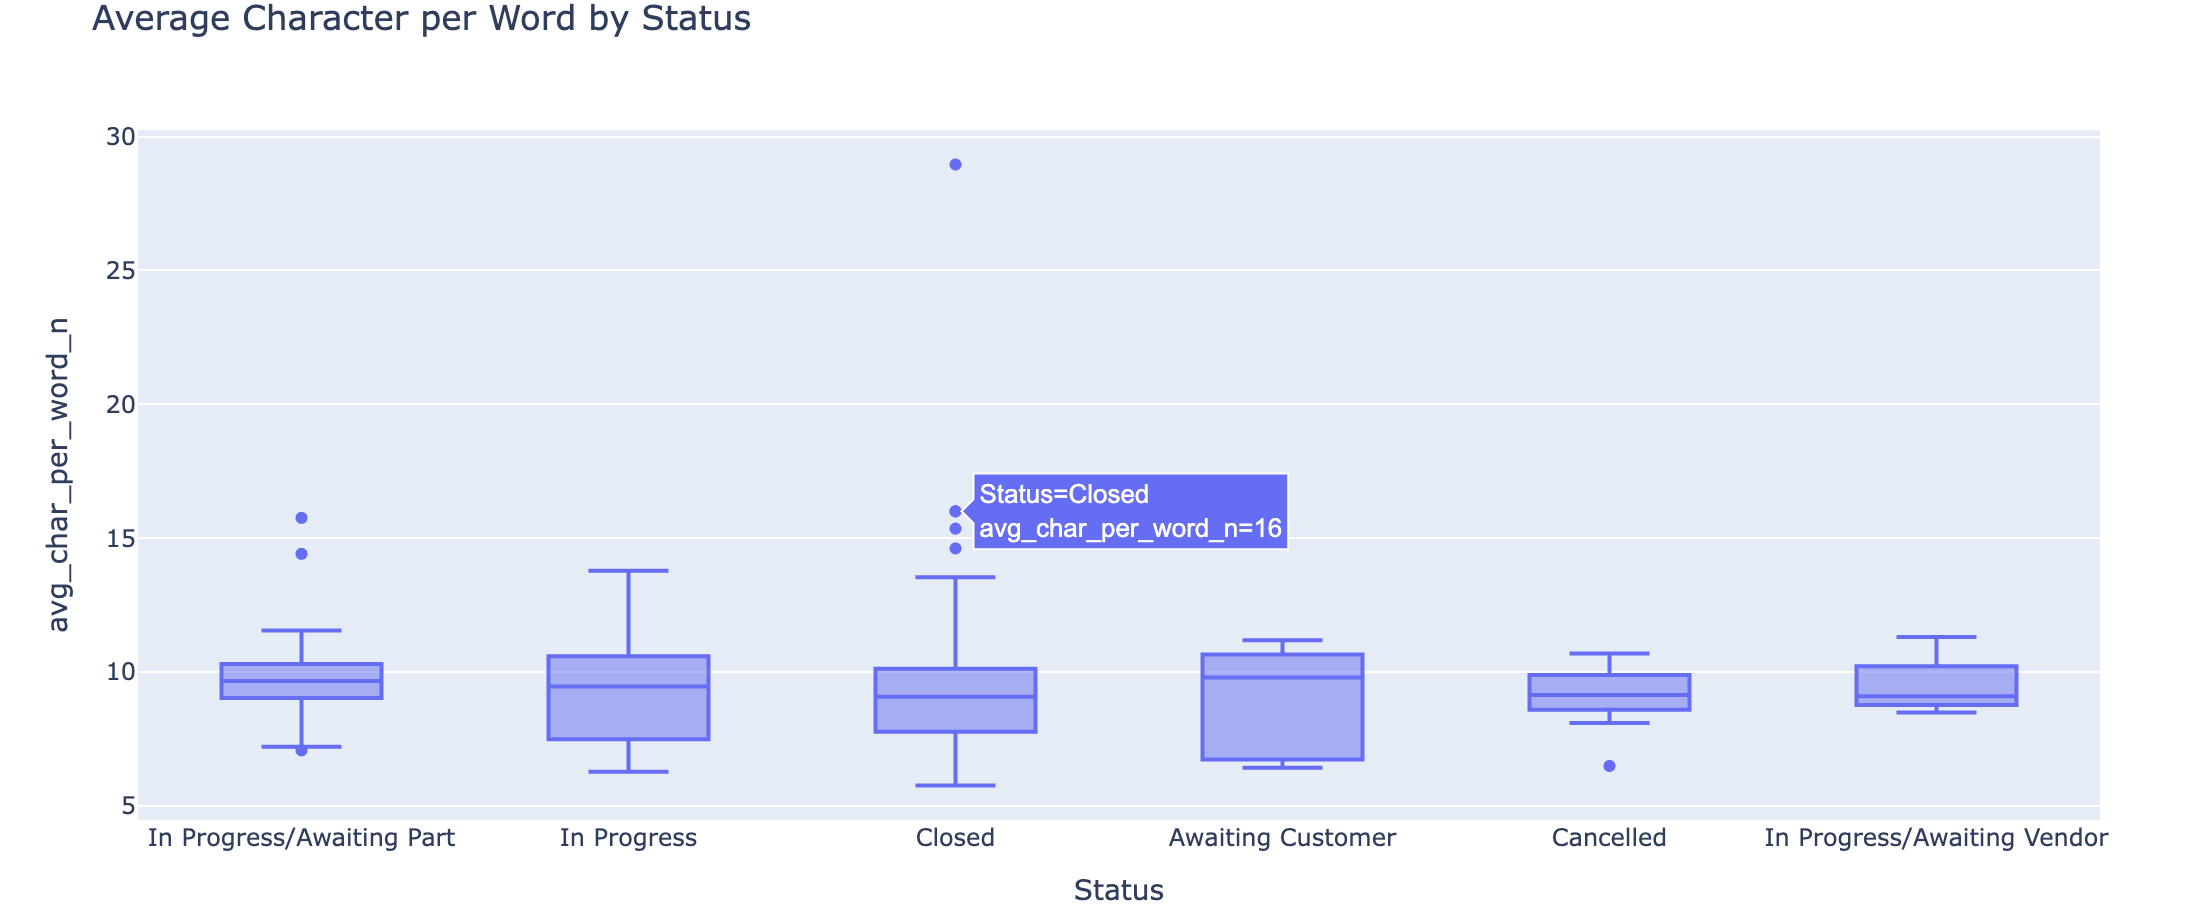 Average Character per Word by Status
30
25
20
15
10
5
avg_char_per_word_n
Status=Closed
avg_char_per_word_n=16
In Progress/Awaiting Part
In Progress
Closed
Awaiting Customer
Cancelled
In Progress/Awaiting Vendor
Status